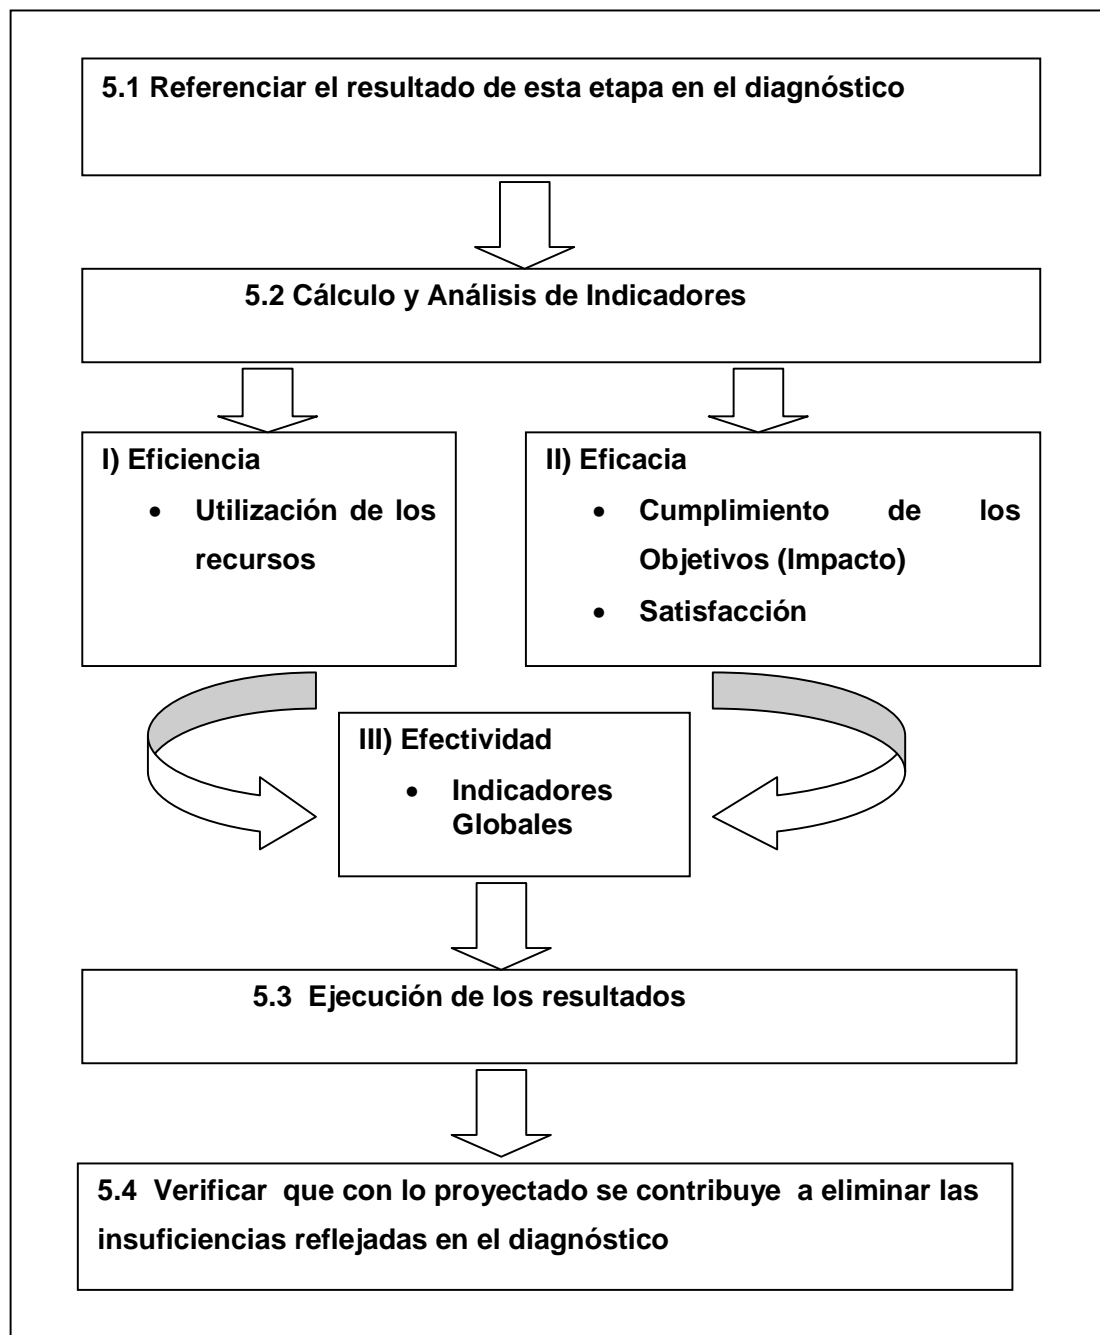 5.1 Referenciar el resultado de esta etapa en el diagnóstico
5.2 Cálculo y Análisis de Indicadores
I) Eficiencia
• Utilización de los
recursos
II) Eficacia
• Cumplimiento de los
Objetivos (Impacto)
• Satisfacción
III) Efectividad
• Indicadores
Globales
5.3 Ejecución de los resultados
5.4 Verificar que con lo proyectado se contribuye a eliminar las
insuficiencias reflejadas en el diagnóstico